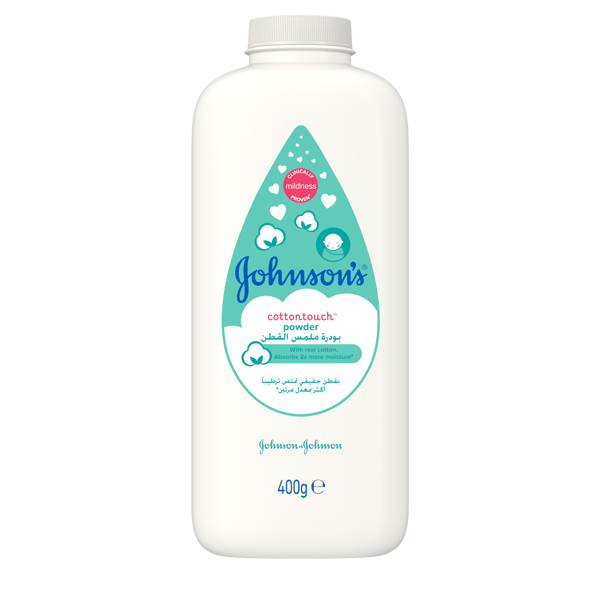 CLINICALLY
mildness
PROVEN*
Johnson's®
cottontouch™
powder
بودرة ملمس القطن
With real cotton.
Absorbs 2x more moisture*
بقطن حقيقي تمتص ترطيباً
أكثر بمعدل مرتين*
Johnson & Johnson
400g ℮